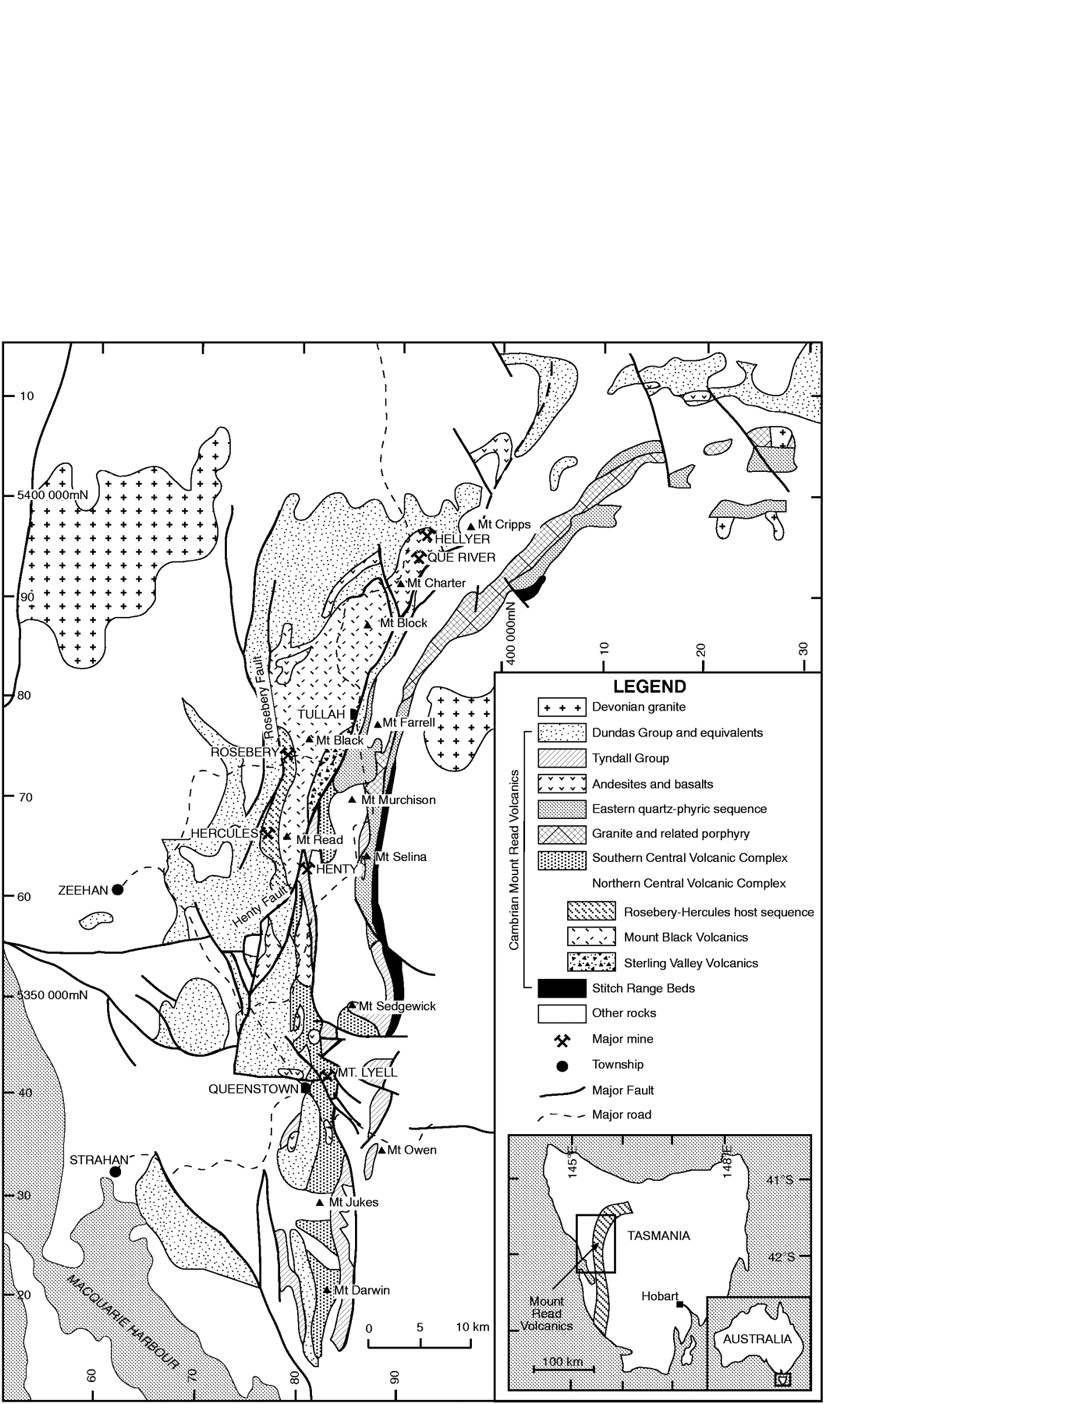 10
5400 000mN
90
80
70
60
5350 000mN
40
30
20
60
70
80
90
400 000mN
10
20
30
Mt Cripps
HELLYER
QUE RIVER
Mt Charter
Mt Block
Rosebery Fault
TULLAH
Mt Farrell
Mt Black
ROSEBERY
Mt Murchison
HERCULES
Mt Read
Mt Selina
HENTY
ZEEHAN
Henty Fault
Mt Sedgewick
MT. LYELL
QUEENSTOWN
Mt Owen
STRAHAN
Mt Jukes
Mt Darwin
MACQUARIE HARBOUR
0 5 10 km
LEGEND
Devonian granite
Dundas Group and equivalents
Tyndall Group
Andesites and basalts
Eastern quartz-phyric sequence
Granite and related porphyry
Southern Central Volcanic Complex
Northern Central Volcanic Complex
Rosebery-Hercules host sequence
Mount Black Volcanics
Sterling Valley Volcanics
Cambrian Mount Read Volcanics
Stitch Range Beds
Other rocks
Major mine
Township
Major Fault
Major road
145°E
148°E
41°S
42°S
TASMANIA
Hobart
Mount
Read
Volcanics
100 km
AUSTRALIA